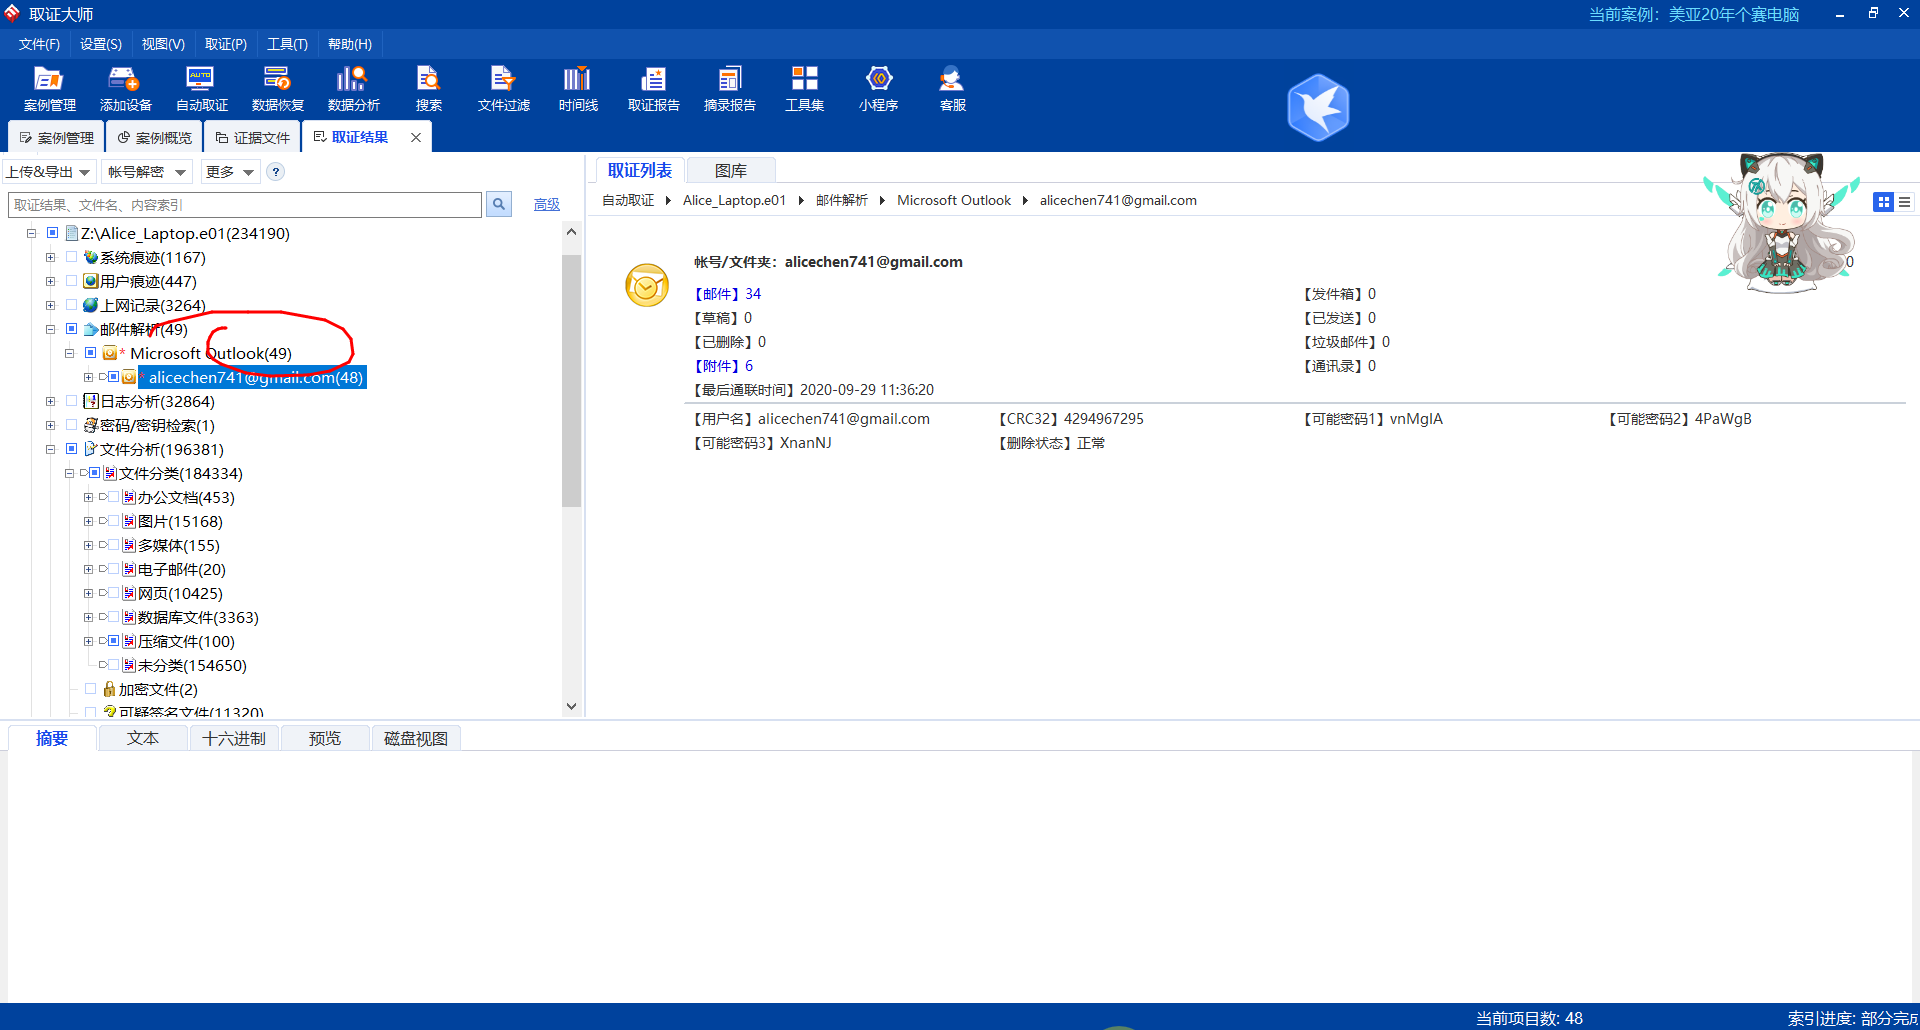 取证大师
当前案例：美亚20年个赛电脑
文件(F) 设置(S) 视图(V) 取证(P) 工具(T) 帮助(H)
案例管理 添加设备 自动取证 数据恢复 数据分析 搜索 文件过滤 时间线 取证报告 摘录报告 工具集 小程序 客服
案例管理 案例概览 证据文件 取证结果
上传&导出 帐号解密 更多 ?
取证结果、文件名、内容索引
高级
Z:\Alice_Laptop.e01(234190)
系统痕迹(1167)
用户痕迹(447)
上网记录(3264)
邮件解析(49)
* Microsoft Outlook(49)
* alicechen741@gmail.com(48)
日志分析(32864)
密码/密钥检索(1)
文件分析(196381)
文件分类(184334)
办公文档(453)
图片(15168)
多媒体(155)
电子邮件(20)
网页(10425)
数据库文件(3363)
压缩文件(100)
未分类(154650)
加密文件(2)
可疑签名文件(11320)
取证列表 图库
自动取证 Alice_Laptop.e01 邮件解析 Microsoft Outlook alicechen741@gmail.com
帐号/文件夹：alicechen741@gmail.com
0
【邮件】34
【发件箱】0
【草稿】0
【已发送】0
【已删除】0
【垃圾邮件】0
【附件】6
【通讯录】0
【最后通联时间】2020-09-29 11:36:20
【用户名】alicechen741@gmail.com 【CRC32】4294967295 【可能密码1】vnMgIA 【可能密码2】4PaWgB
【可能密码3】XnanNJ 【删除状态】正常
摘要 文本 十六进制 预览 磁盘视图
当前项目数: 48
索引进度: 部分完成